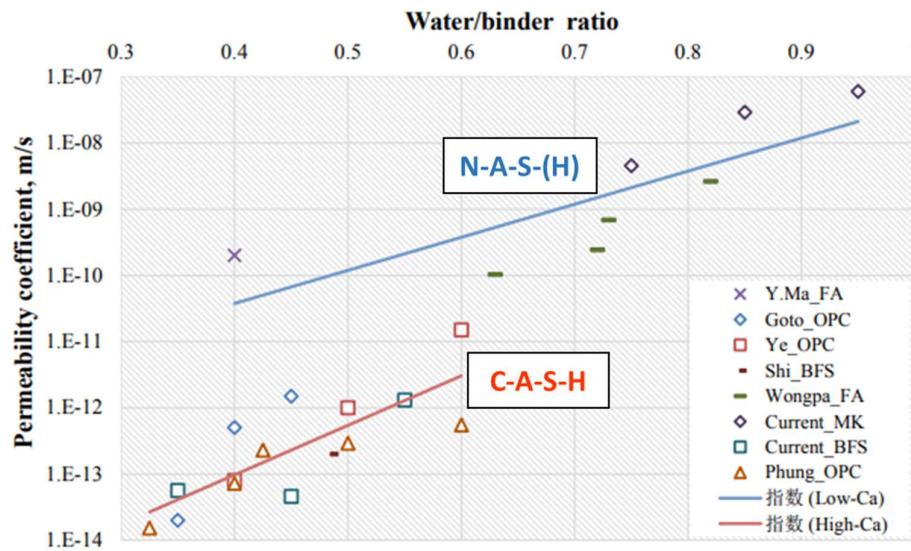 Water/binder ratio
0.3 0.4 0.5 0.6 0.7 0.8 0.9
Permeability coefficient, m/s
1.E-07
1.E-08
1.E-09
1.E-10
1.E-11
1.E-12
1.E-13
1.E-14
N-A-S-(H)
C-A-S-H
Y.Ma_FA
Goto_OPC
Ye_OPC
Shi_BFS
Wongpa_FA
Current_MK
Current_BFS
Phung_OPC
指数 (Low-Ca)
指数 (High-Ca)